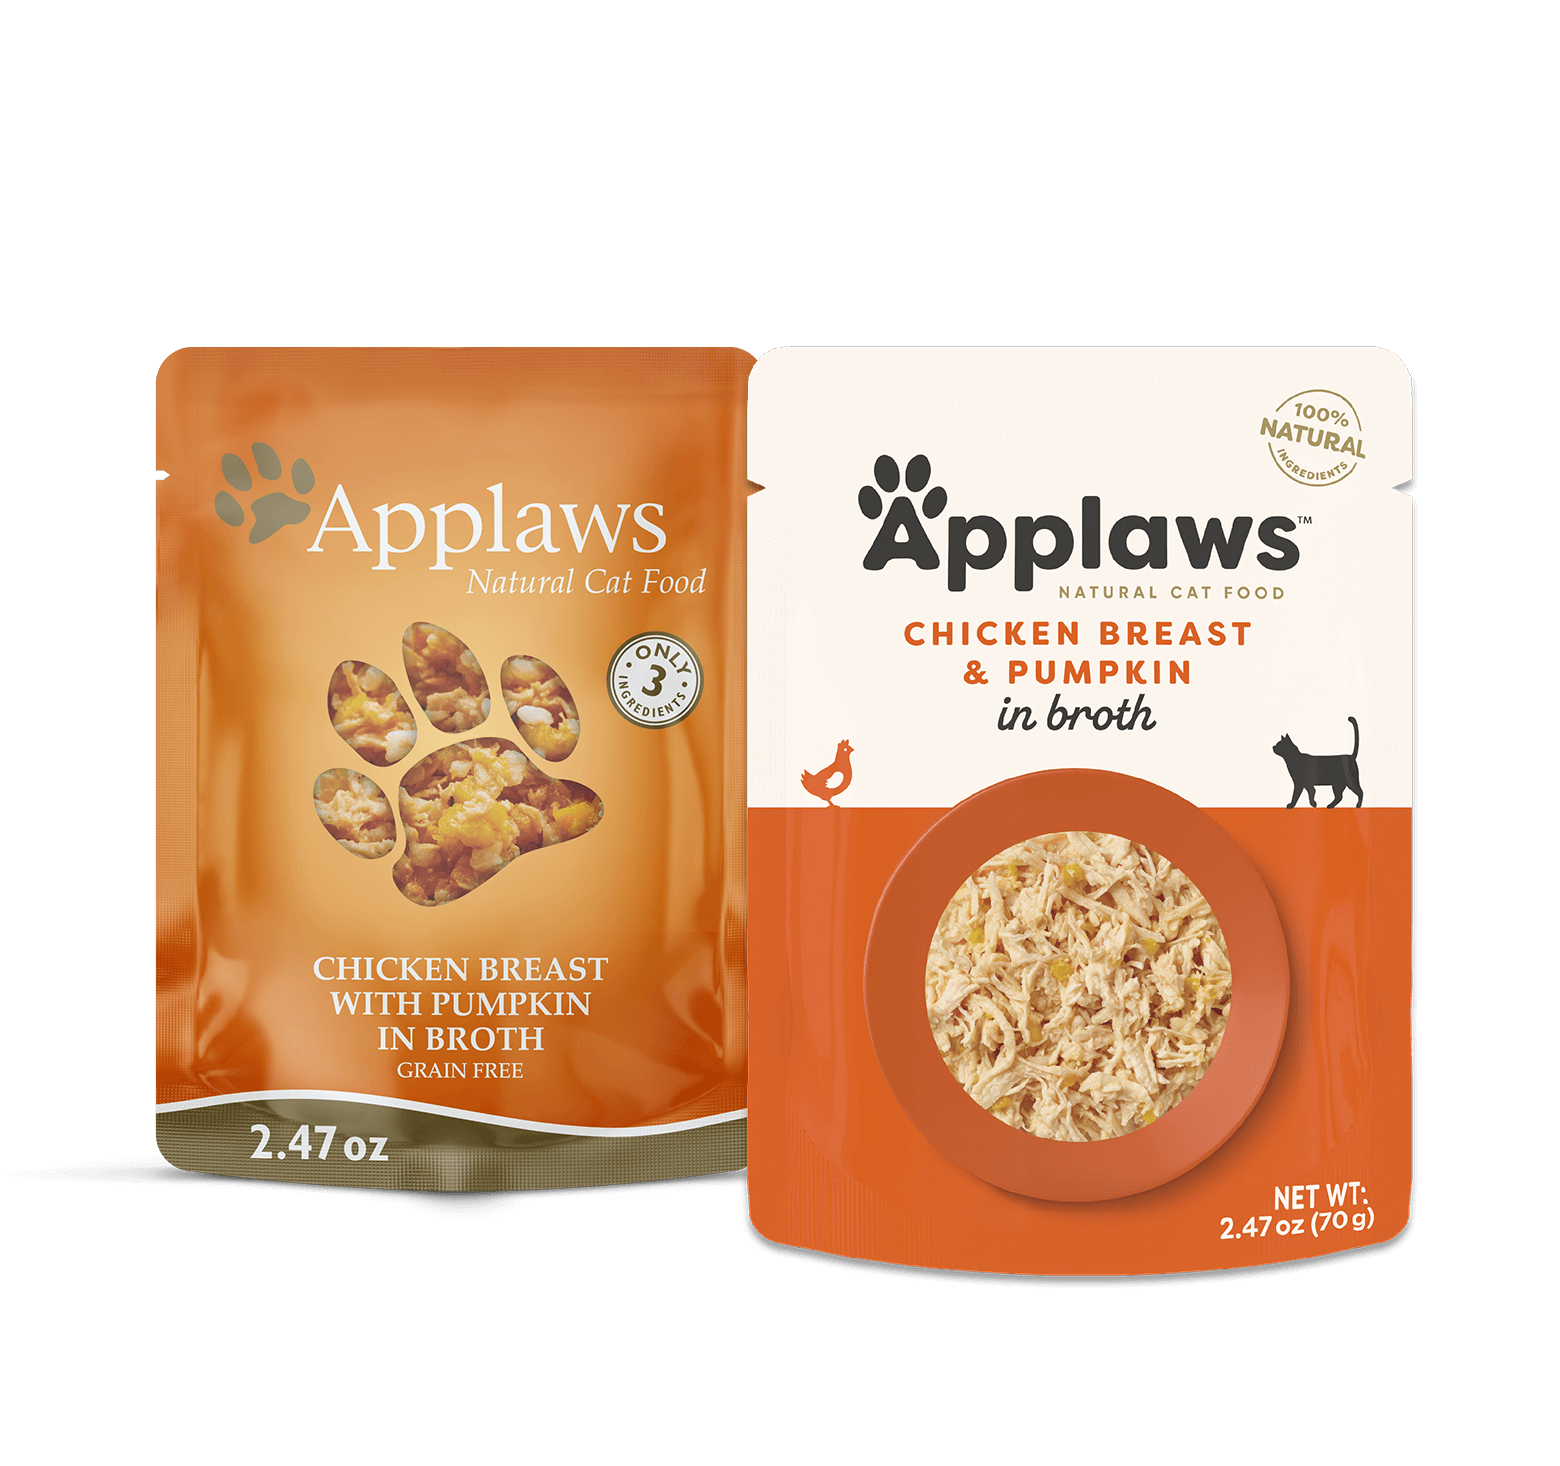 Applaws
Natural Cat Food
ONLY
3
INGREDIENTS
CHICKEN BREAST
WITH PUMPKIN
IN BROTH
GRAIN FREE
2.47 oz
100%
NATURAL
INGREDIENTS
Applaws™
NATURAL CAT FOOD
CHICKEN BREAST
& PUMPKIN
in broth
NET WT:
2.47 oz (70 g)